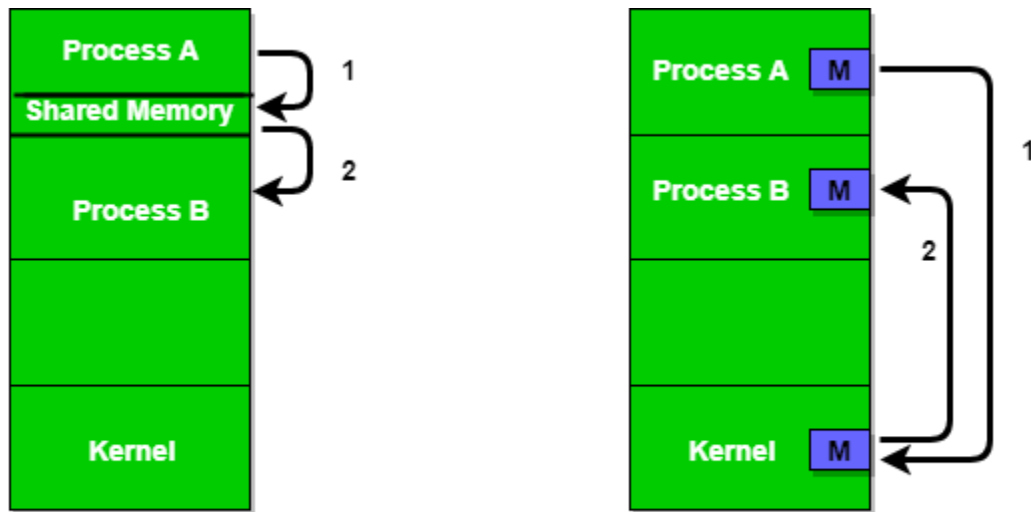 Process A
1
Shared Memory
2
Process B
Kernel
Process A M
1
Process B M
2
Kernel M